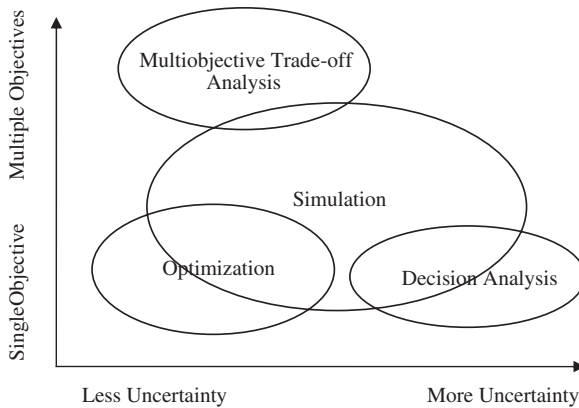 Multiple Objectives
Multiobjective Trade-off
Analysis
Simulation
SingleObjective
Optimization
Decision Analysis
Less Uncertainty
More Uncertainty